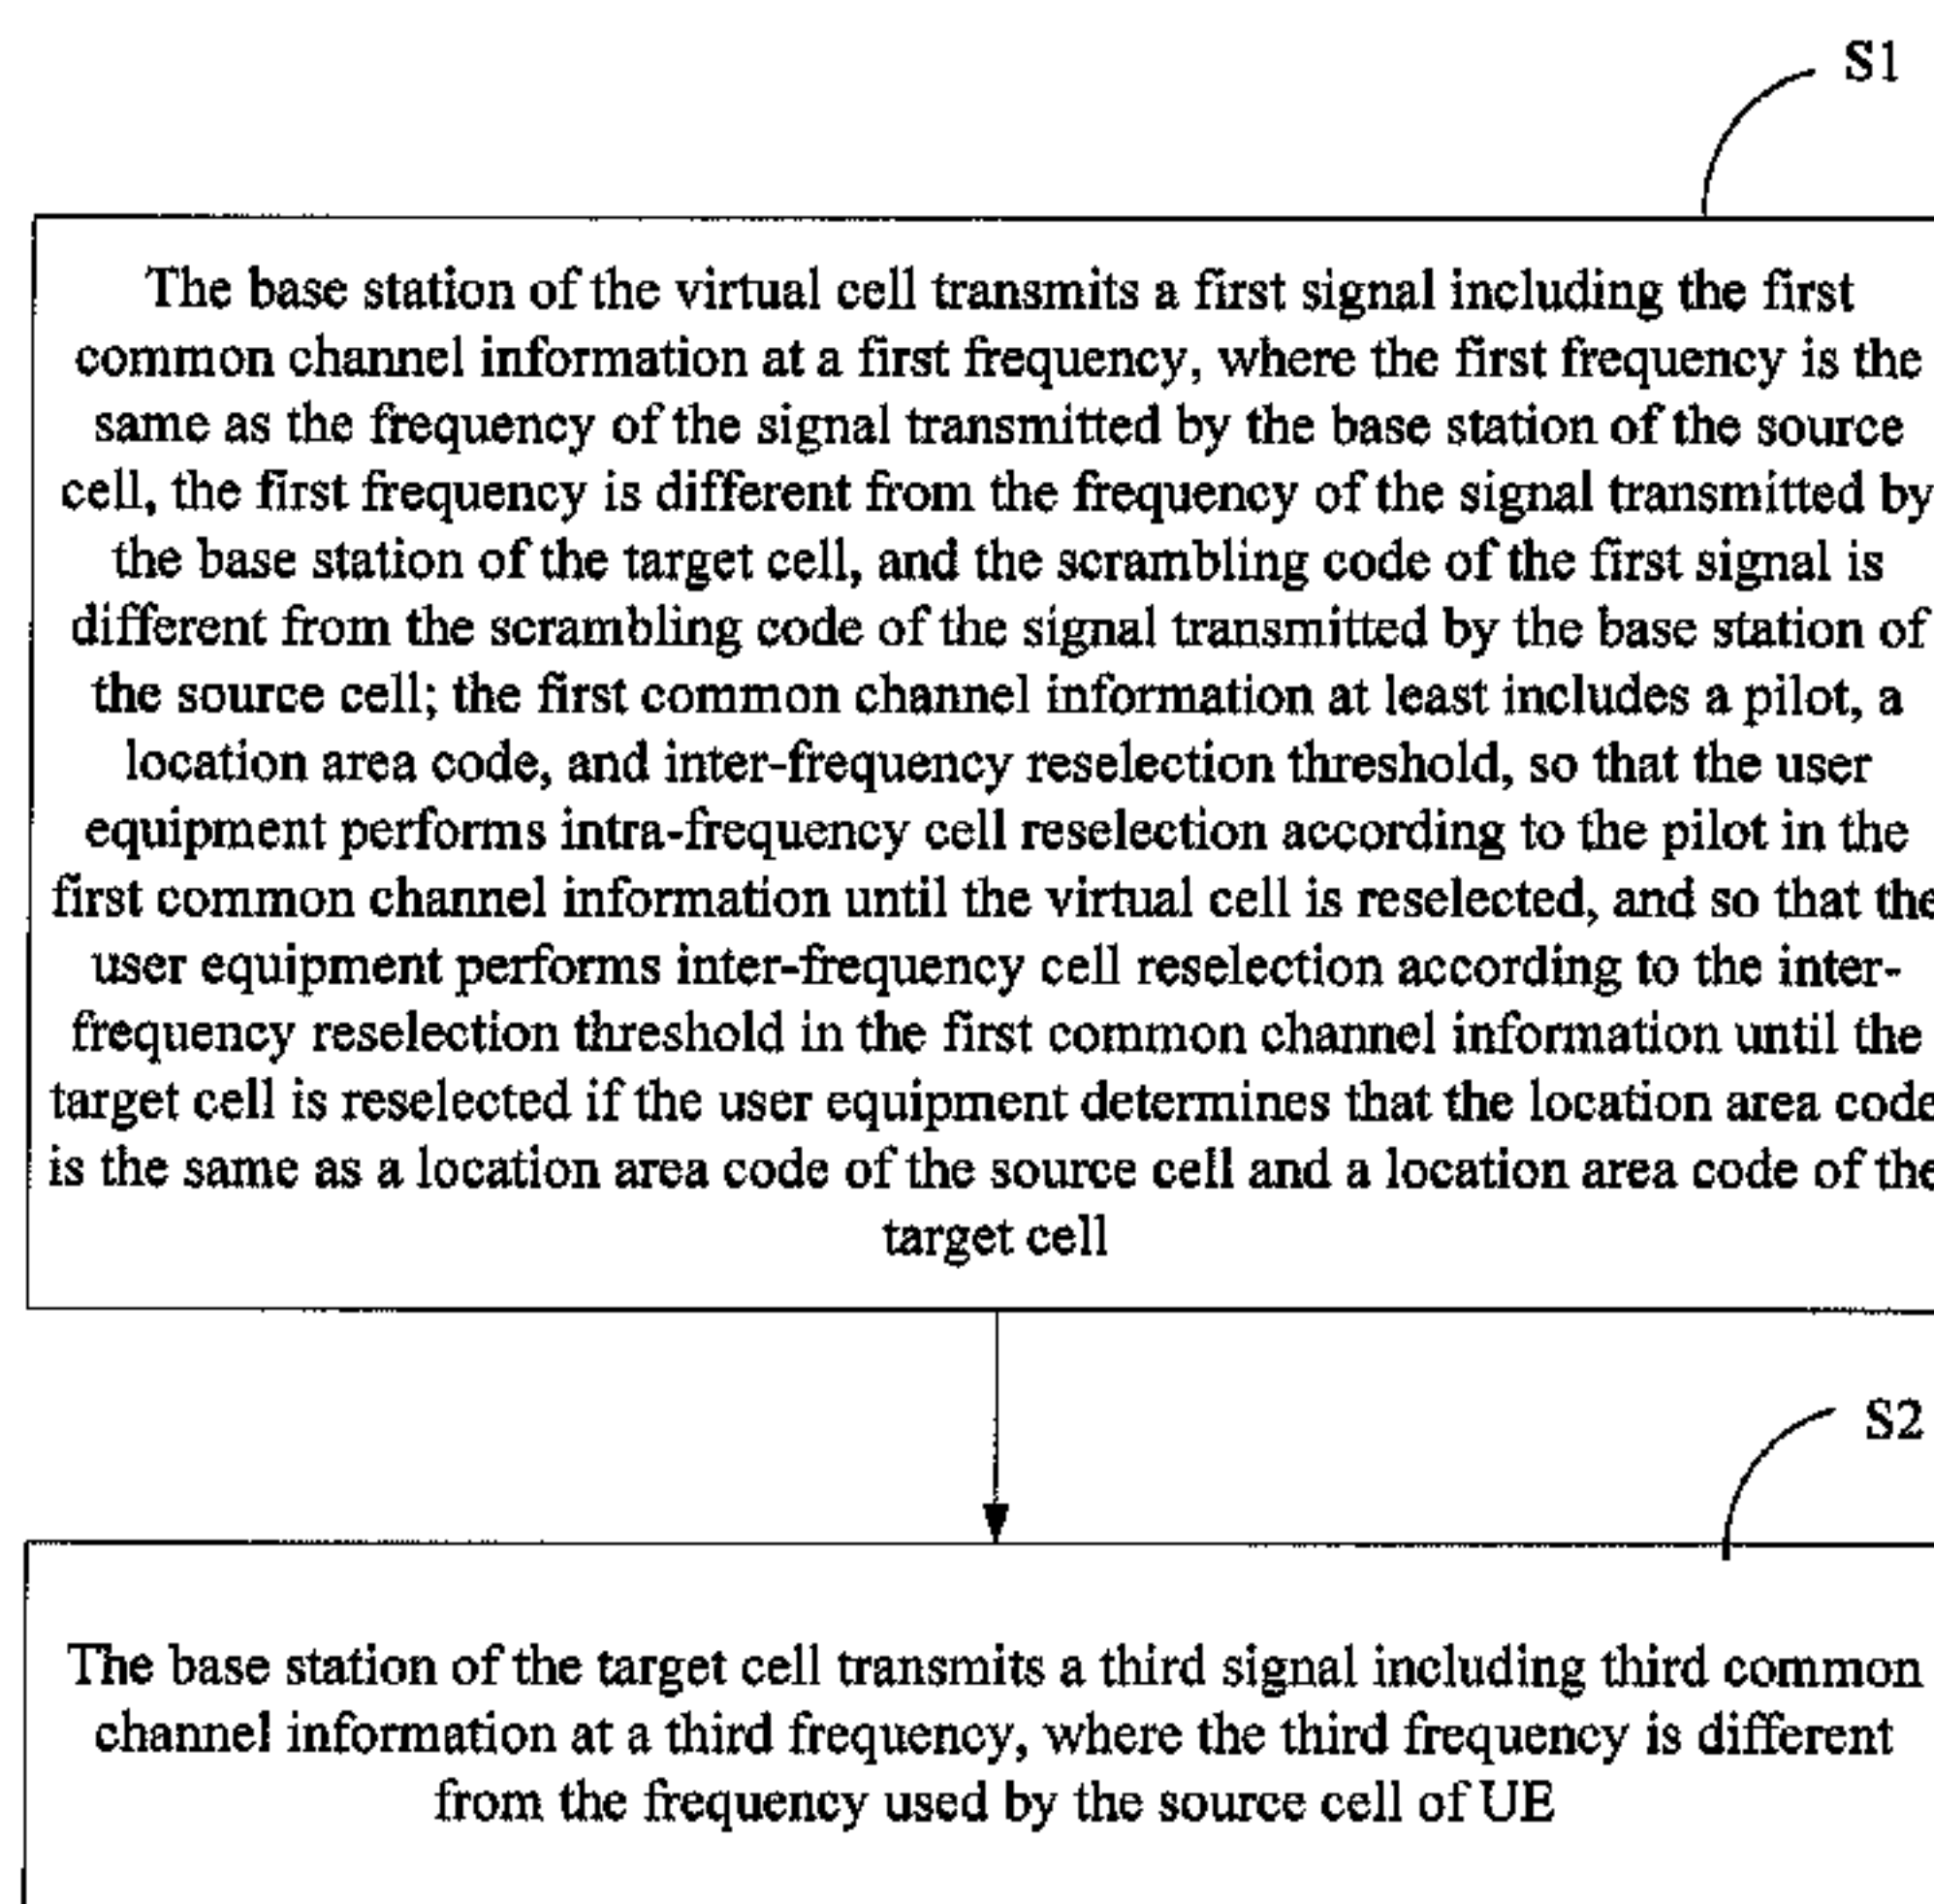 S1
The base station of the virtual cell transmits a first signal including the first
common channel information at a first frequency, where the first frequency is the
same as the frequency of the signal transmitted by the base station of the source
cell, the first frequency is different from the frequency of the signal transmitted by
the base station of the target cell, and the scrambling code of the first signal is
different from the scrambling code of the signal transmitted by the base station of
the source cell; the first common channel information at least includes a pilot, a
location area code, and inter-frequency reselection threshold, so that the user
equipment performs intra-frequency cell reselection according to the pilot in the
first common channel information until the virtual cell is reselected, and so that the
user equipment performs inter-frequency cell reselection according to the inter-
frequency reselection threshold in the first common channel information until the
target cell is reselected if the user equipment determines that the location area code
is the same as a location area code of the source cell and a location area code of the
target cell
S2
The base station of the target cell transmits a third signal including third common
channel information at a third frequency, where the third frequency is different
from the frequency used by the source cell of UE